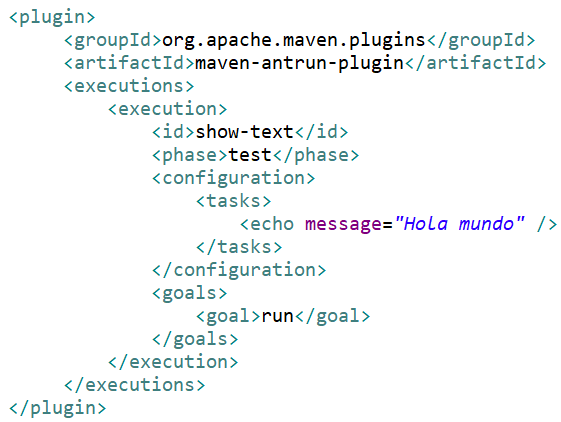 <plugin>
<groupId>org.apache.maven.plugins</groupId>
<artifactId>maven-antrun-plugin</artifactId>
<executions>
<execution>
<id>show-text</id>
<phase>test</phase>
<configuration>
<tasks>
<echo message="Hola mundo" />
</tasks>
</configuration>
<goals>
<goal>run</goal>
</goals>
</execution>
</executions>
</plugin>